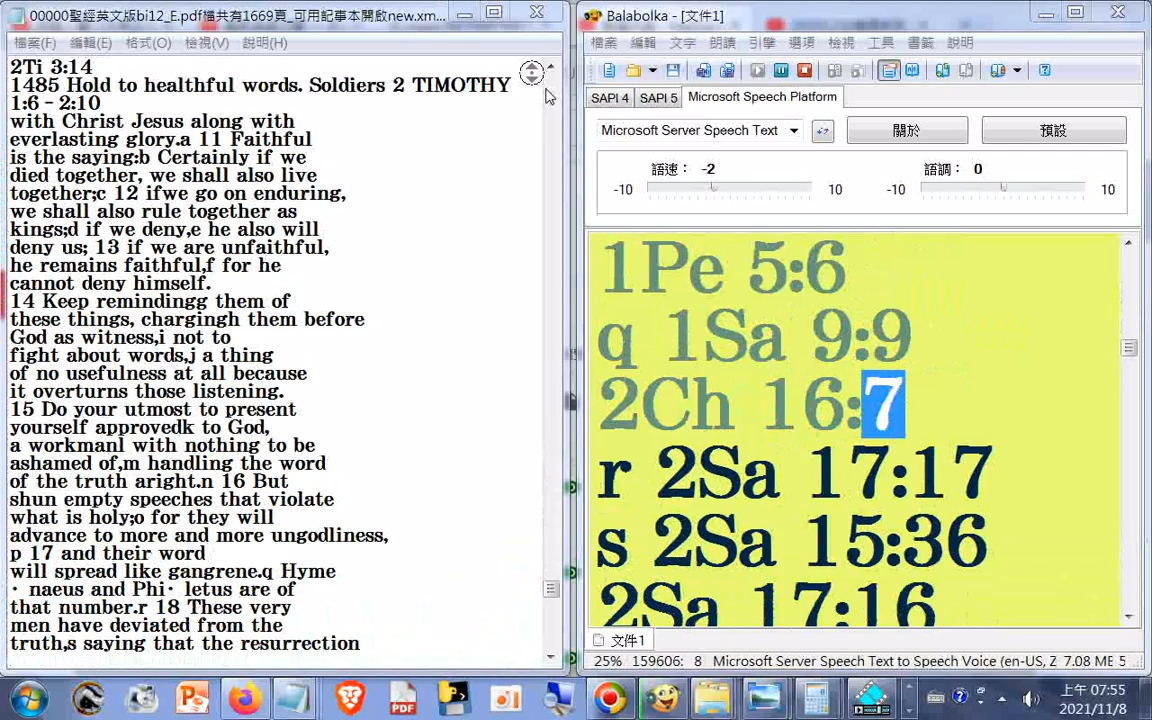 00000聖經英文版bi12_E.pdf檔共有1669頁_可用記事本開啟new.xm...
檔案(F) 編輯(E) 格式(O) 檢視(V) 說明(H)
2Ti 3:14
1485 Hold to healthful words. Soldiers 2 TIMOTHY
1:6 – 2:10
with Christ Jesus along with
everlasting glory.a 11 Faithful
is the saying:b Certainly if we
died together, we shall also live
together;c 12 ifwe go on enduring,
we shall also rule together as
kings;d if we deny,e he also will
deny us; 13 if we are unfaithful,
he remains faithful,f for he
cannot deny himself.
14 Keep remindingg them of
these things, chargingh them before
God as witness,i not to
fight about words,j a thing
of no usefulness at all because
it overturns those listening.
15 Do your utmost to present
yourself approvedk to God,
a workmanl with nothing to be
ashamed of,m handling the word
of the truth aright.n 16 But
shun empty speeches that violate
what is holy;o for they will
advance to more and more ungodliness,
p 17 and their word
will spread like gangrene.q Hyme
· naeus and Phi· letus are of
that number.r 18 These very
men have deviated from the
truth,s saying that the resurrection
Balabolka - [文件1]
檔案 編輯 文字 朗讀 引擎 選項 檢視 工具 書籤 說明
SAPI 4 SAPI 5 Microsoft Speech Platform
Microsoft Server Speech Text 關於 預設
語速： -2 語調： 0
-10 10 -10 10
1Pe 5:6
q 1Sa 9:9
2Ch 16:7
r 2Sa 17:17
s 2Sa 15:36
2Sa 17:16
文件1
25% 159606: 8 Microsoft Server Speech Text to Speech Voice (en-US, Z 7.08 MB 5
PDF
上午 07:55
2021/11/8